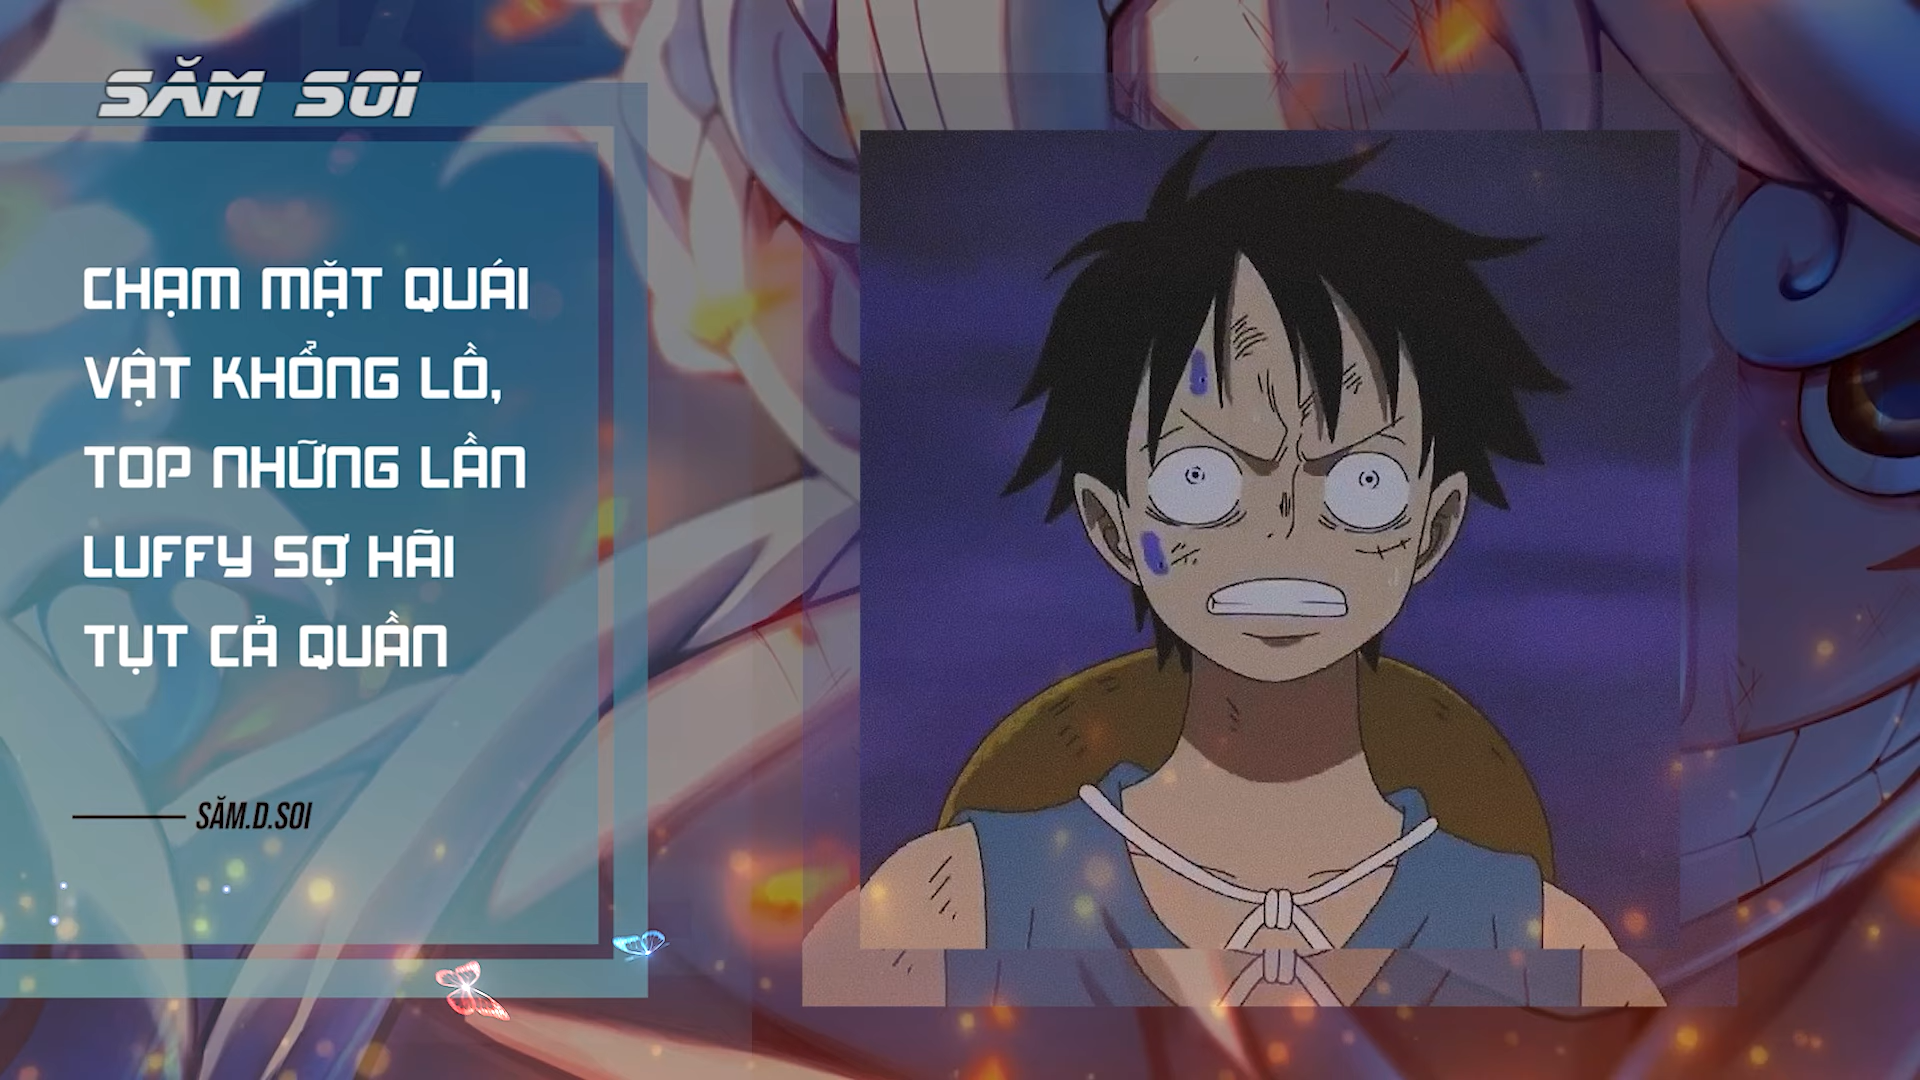 SĂM SOI
CHẠM MẶT QUÁI
VẬT KHỔNG LỒ,
TOP NHỮNG LẦN
LUFFY SỢ HÃI
TỤT CẢ QUẦN
SĂM.D.SOI